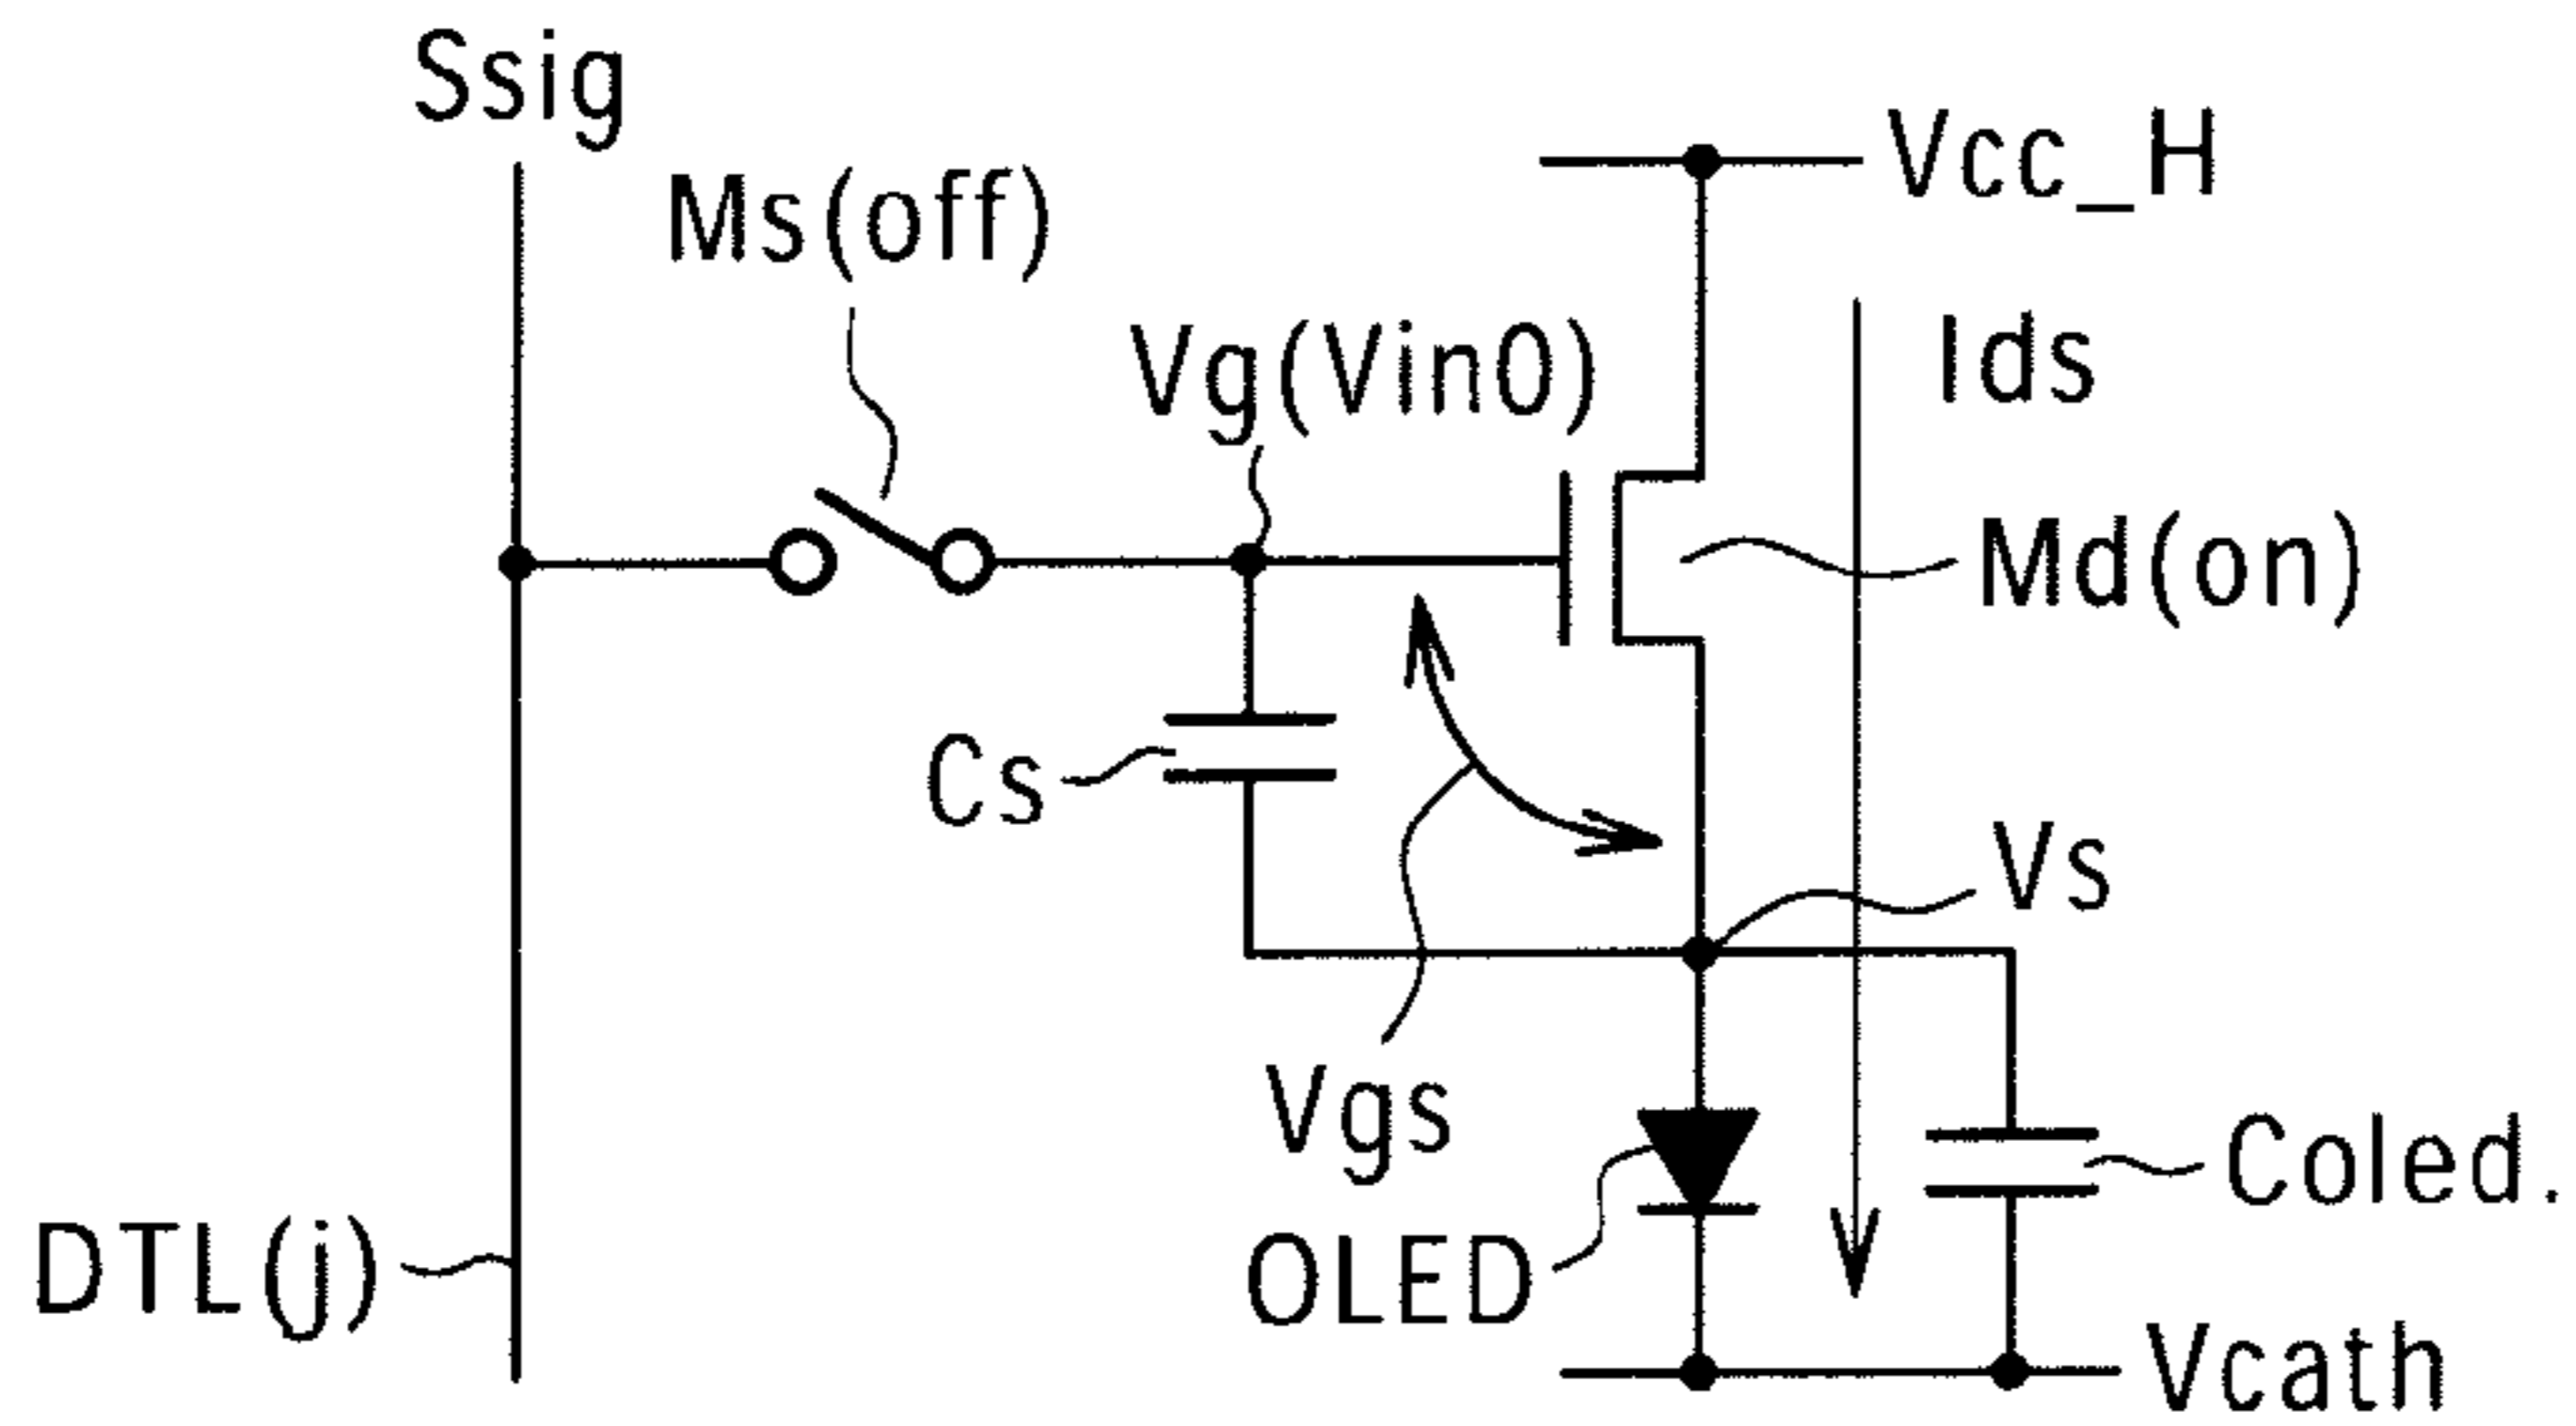 Ssig
Vcc_H
Ms(off)
Vg(Vin0)
Ids
Md(on)
Cs
Vs
Vgs
Coled.
OLED
DTL(j)
Vcath